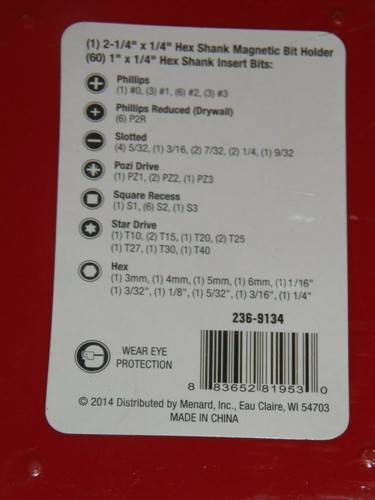 (1) 2-1/4" x 1/4" Hex Shank Magnetic Bit Holder
(60) 1" x 1/4" Hex Shank Insert Bits:
Phillips
(1) #0, (3) #1, (6) #2, (3) #3
Phillips Reduced (Drywall)
(6) P2R
Slotted
(4) 5/32, (1) 3/16, (2) 7/32, (2) 1/4, (1) 9/32
Pozi Drive
(1) PZ1, (2) PZ2, (1) PZ3
Square Recess
(1) S1, (6) S2, (1) S3
Star Drive
(1) T10, (2) T15, (1) T20, (2) T25
(1) T27, (1) T30, (1) T40
Hex
(1) 3mm, (1) 4mm, (1) 5mm, (1) 6mm, (1) 1/16"
(1) 3/32", (1) 1/8", (1) 5/32", (1) 3/16", (1) 1/4"
236-9134
WEAR EYE
PROTECTION
8 83652 81953 0
© 2014 Distributed by Menard, Inc., Eau Claire, WI 54703
MADE IN CHINA